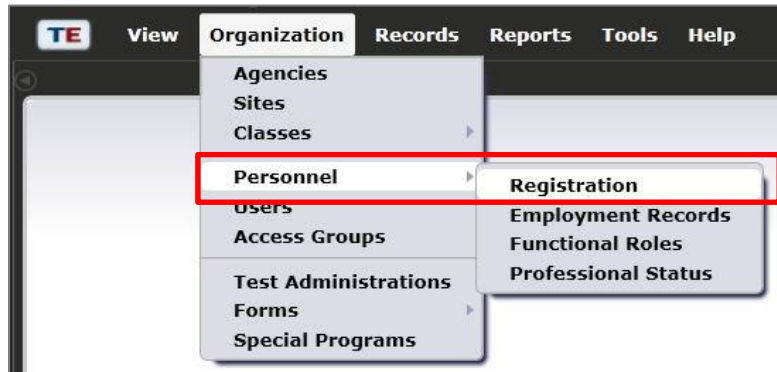 TE View Organization Records Reports Tools Help
Agencies
Sites
Classes
Personnel
Users
Access Groups
Test Administrations
Forms
Special Programs
Registration
Employment Records
Functional Roles
Professional Status